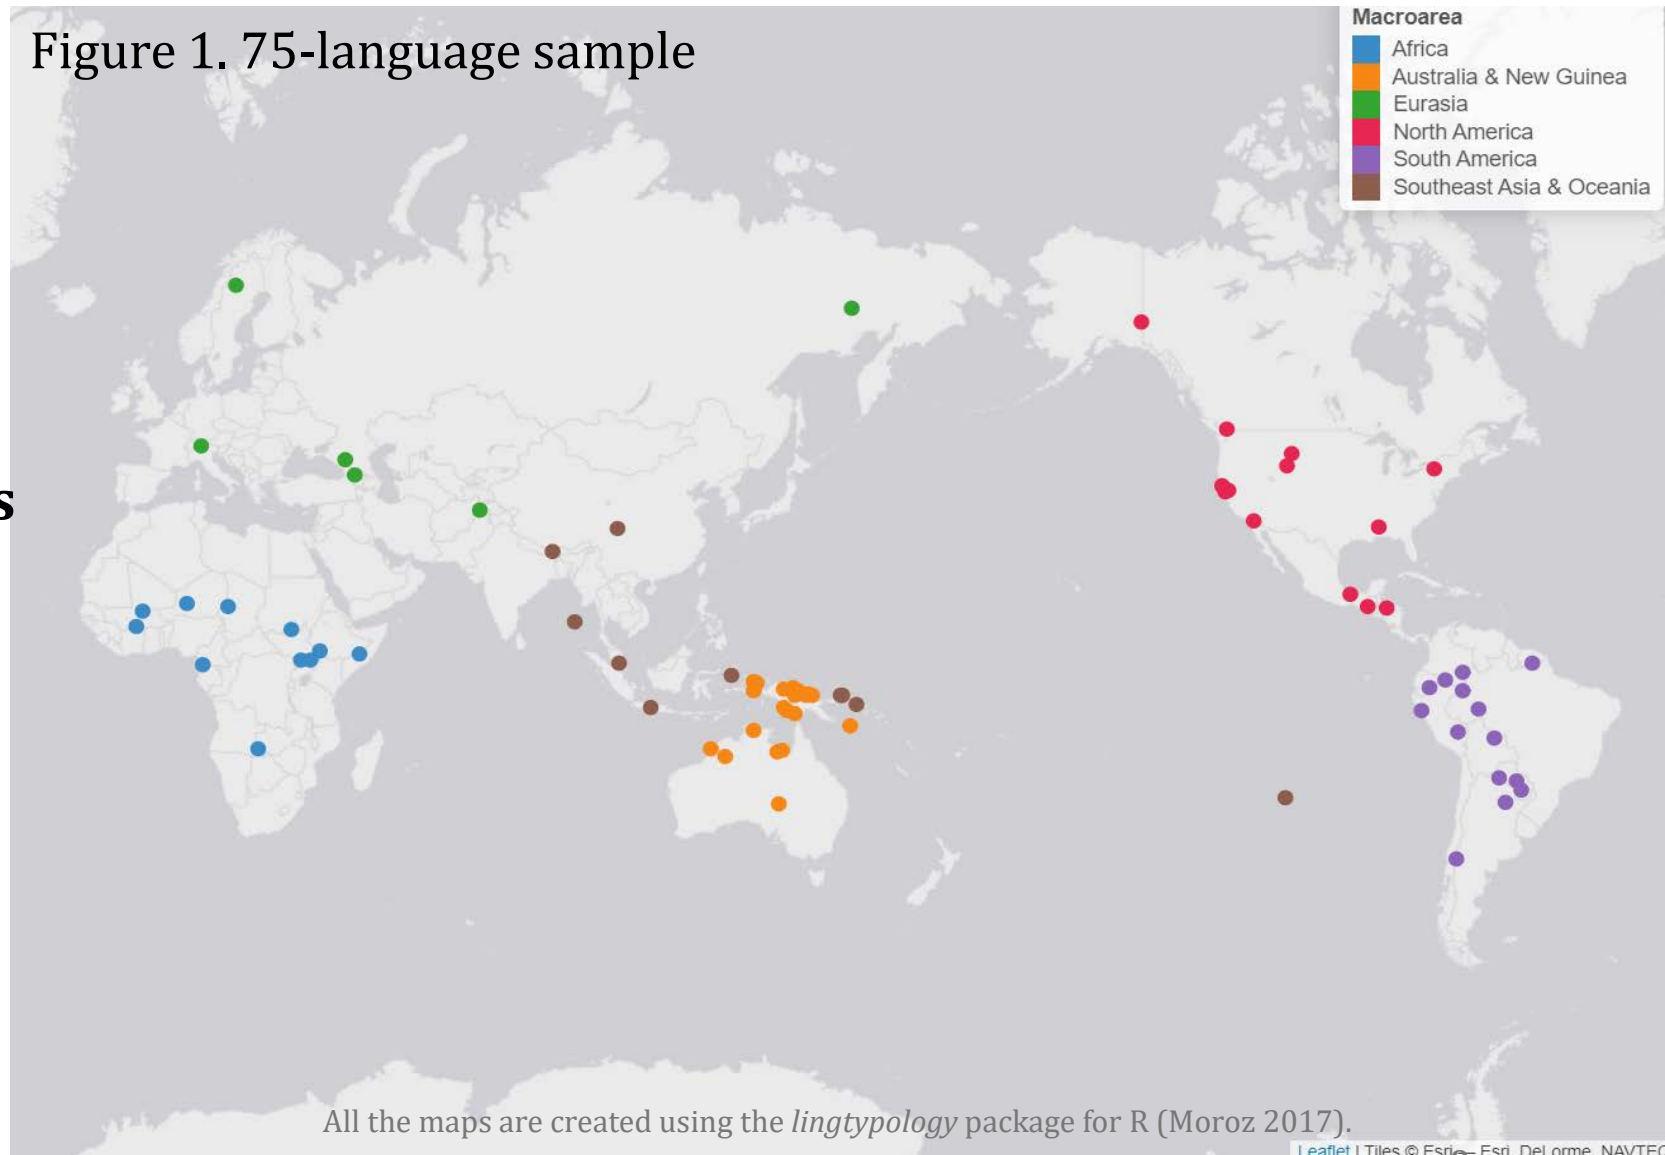 Figure 1. 75-language sample
Macroarea
Africa
Australia & New Guinea
Eurasia
North America
South America
Southeast Asia & Oceania
s
All the maps are created using the lingtypology package for R (Moroz 2017).
Leaflet | Tiles © Esri — Esri, DeLorme, NAVTEQ